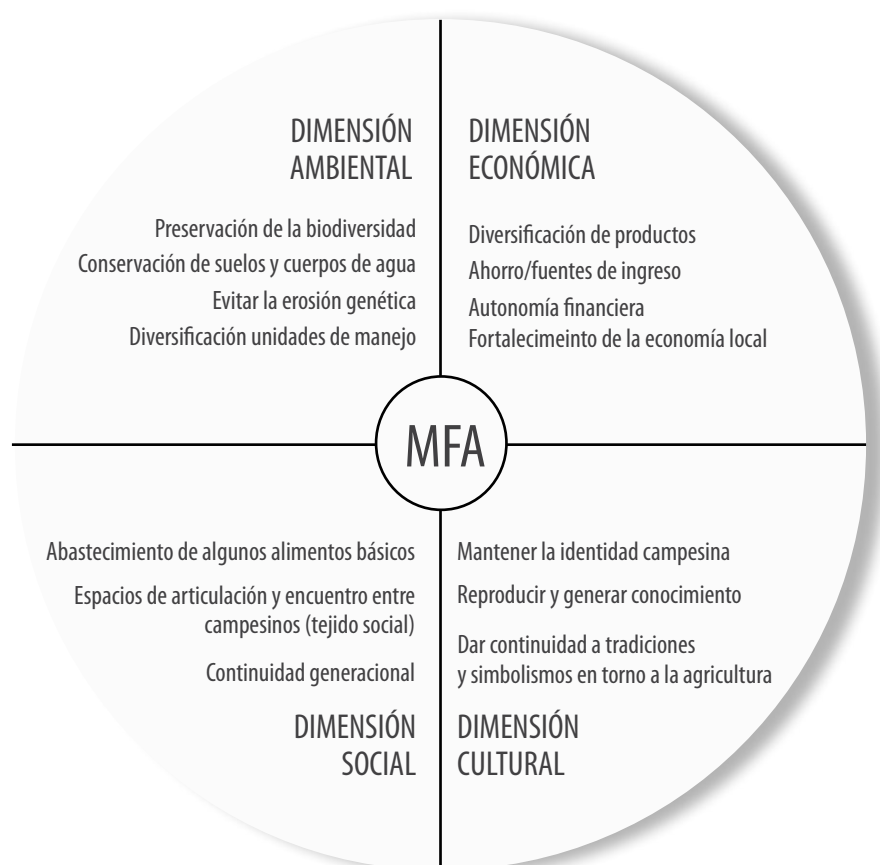 DIMENSIÓN
AMBIENTAL
Preservación de la biodiversidad
Conservación de suelos y cuerpos de agua
Evitar la erosión genética
Diversificación unidades de manejo
DIMENSIÓN
ECONÓMICA
Diversificación de productos
Ahorro/fuentes de ingreso
Autonomía financiera
Fortalecimeinto de la economía local
MFA
Abastecimiento de algunos alimentos básicos
Espacios de articulación y encuentro entre
campesinos (tejido social)
Continuidad generacional
DIMENSIÓN
SOCIAL
Mantener la identidad campesina
Reproducir y generar conocimiento
Dar continuidad a tradiciones
y simbolismos en torno a la agricultura
DIMENSIÓN
CULTURAL